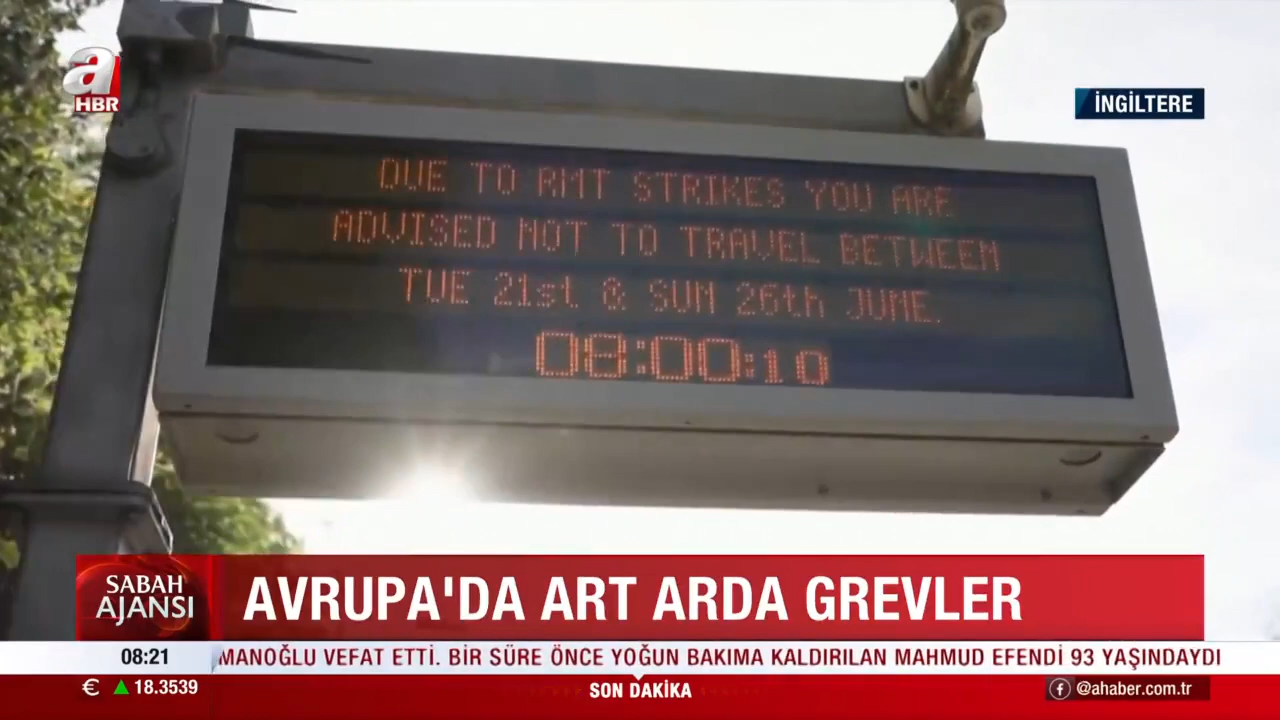 a
HBR
İNGİLTERE
DUE TO RMT STRIKES YOU ARE
ADVISED NOT TO TRAVEL BETWEEN
TUE 21st & SUN 26th JUNE.
08:00:10
SABAH
AJANSI
AVRUPA'DA ART ARDA GREVLER
08:21
MANOĞLU VEFAT ETTİ. BİR SÜRE ÖNCE YOĞUN BAKIMA KALDIRILAN MAHMUD EFENDİ 93 YAŞINDAYDI
€ 18.3539
SON DAKİKA
@ahaber.com.tr